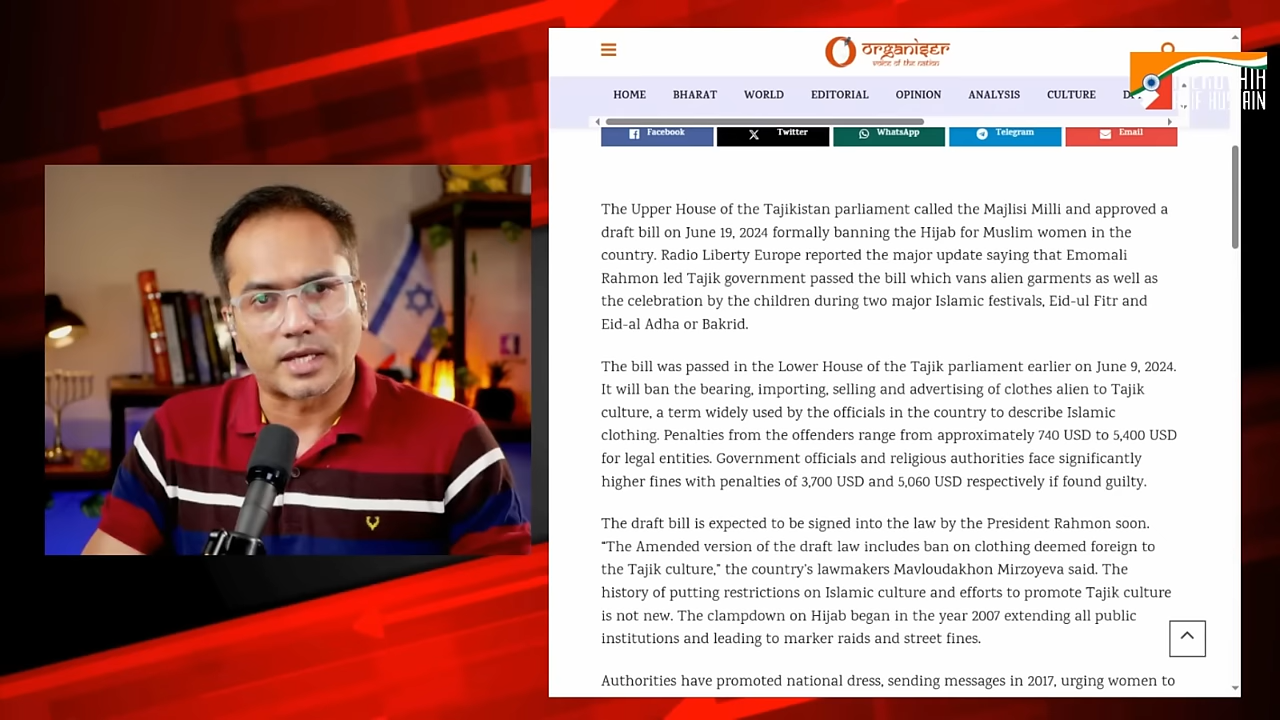 organiser
voice of the nation
HOME BHARAT WORLD EDITORIAL OPINION ANALYSIS CULTURE
Facebook Twitter WhatsApp Telegram Email
The Upper House of the Tajikistan parliament called the Majlisi Milli and approved a
draft bill on June 19, 2024 formally banning the Hijab for Muslim women in the
country. Radio Liberty Europe reported the major update saying that Emomali
Rahmon led Tajik government passed the bill which vans alien garments as well as
the celebration by the children during two major Islamic festivals, Eid-ul Fitr and
Eid-al Adha or Bakrid.
The bill was passed in the Lower House of the Tajik parliament earlier on June 9, 2024.
It will ban the bearing, importing, selling and advertising of clothes alien to Tajik
culture, a term widely used by the officials in the country to describe Islamic
clothing. Penalties from the offenders range from approximately 740 USD to 5,400 USD
for legal entities. Government officials and religious authorities face significantly
higher fines with penalties of 3,700 USD and 5,060 USD respectively if found guilty.
The draft bill is expected to be signed into the law by the President Rahmon soon.
“The Amended version of the draft law includes ban on clothing deemed foreign to
the Tajik culture,” the country’s lawmakers Mavloudakhon Mirzoyeva said. The
history of putting restrictions on Islamic culture and efforts to promote Tajik culture
is not new. The clampdown on Hijab began in the year 2007 extending all public
institutions and leading to marker raids and street fines.
Authorities have promoted national dress, sending messages in 2017, urging women to